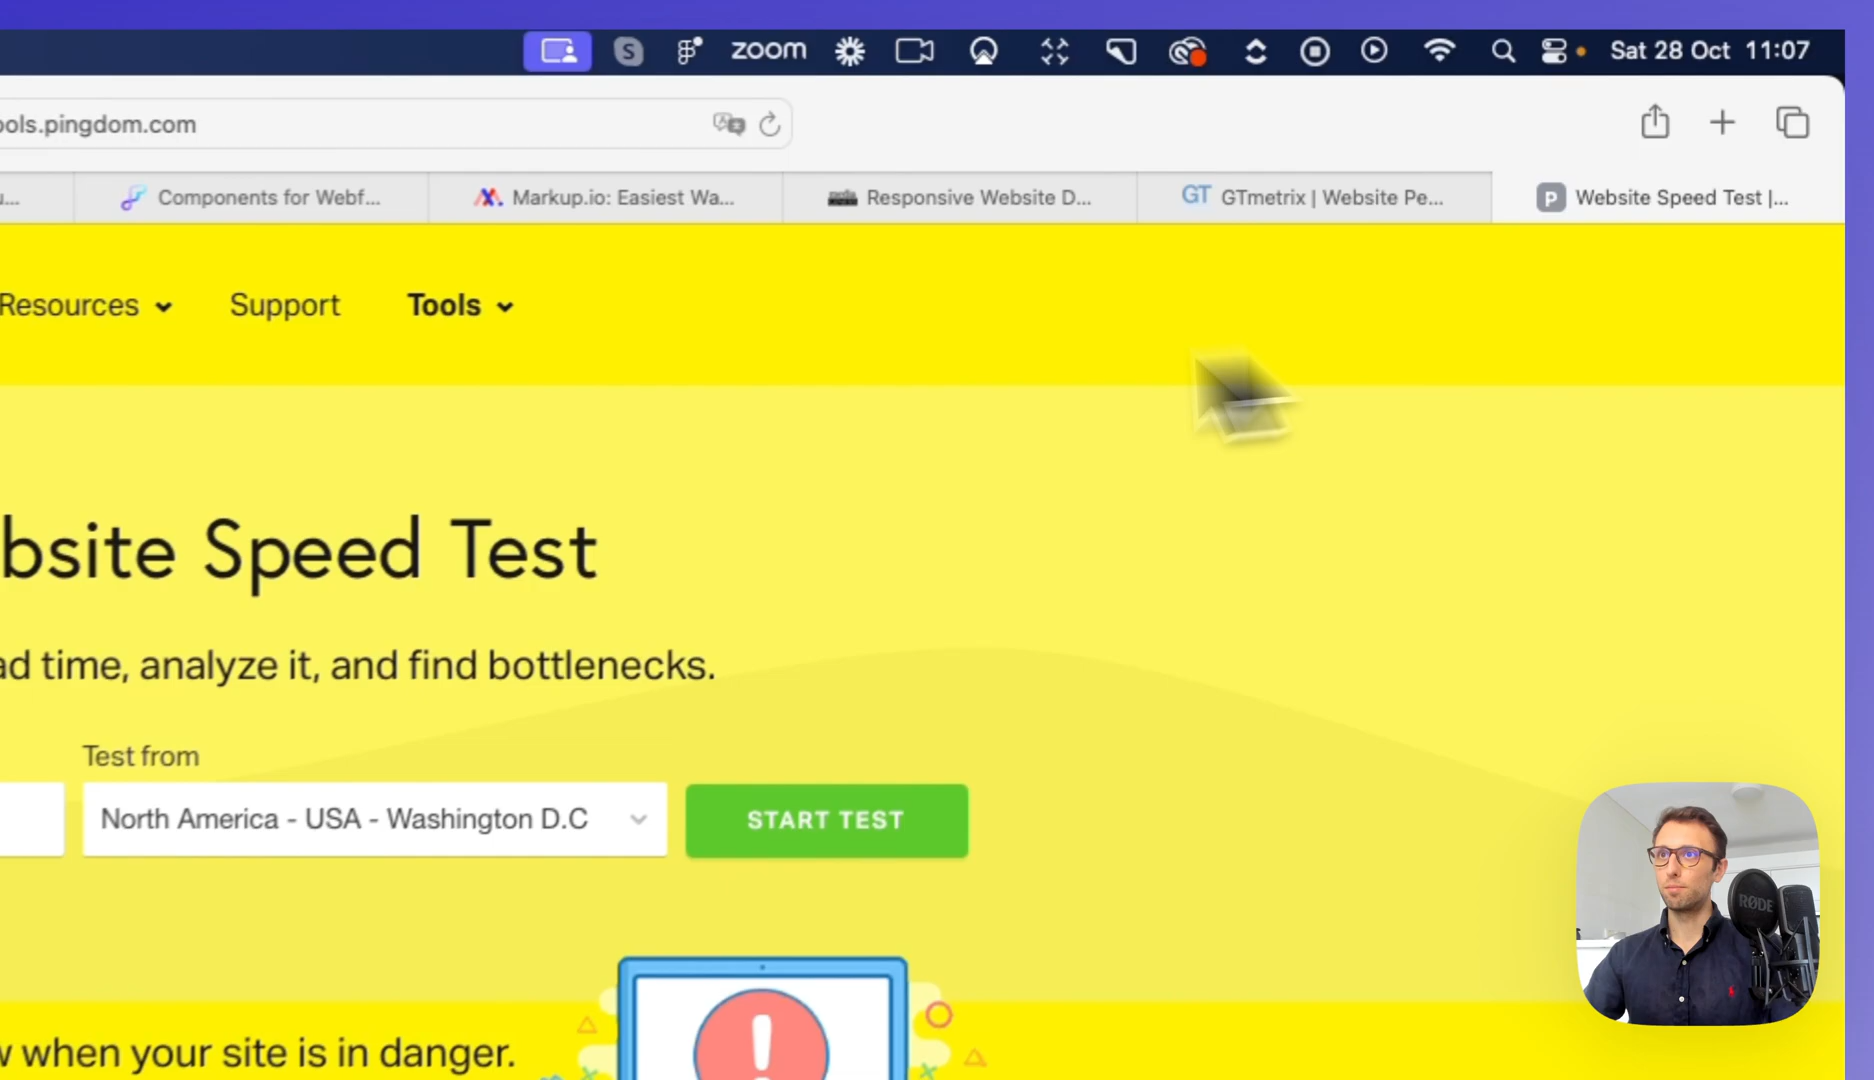 zoom
Sat 28 Oct 11:07
ools.pingdom.com
Components for Webf...
Markup.io: Easiest Wa...
Responsive Website D...
GT GTmetrix | Website Pe...
P Website Speed Test |...
Resources
Support
Tools
bsite Speed Test
ad time, analyze it, and find bottlenecks.
Test from
North America - USA - Washington D.C
START TEST
RØDE
w when your site is in danger.